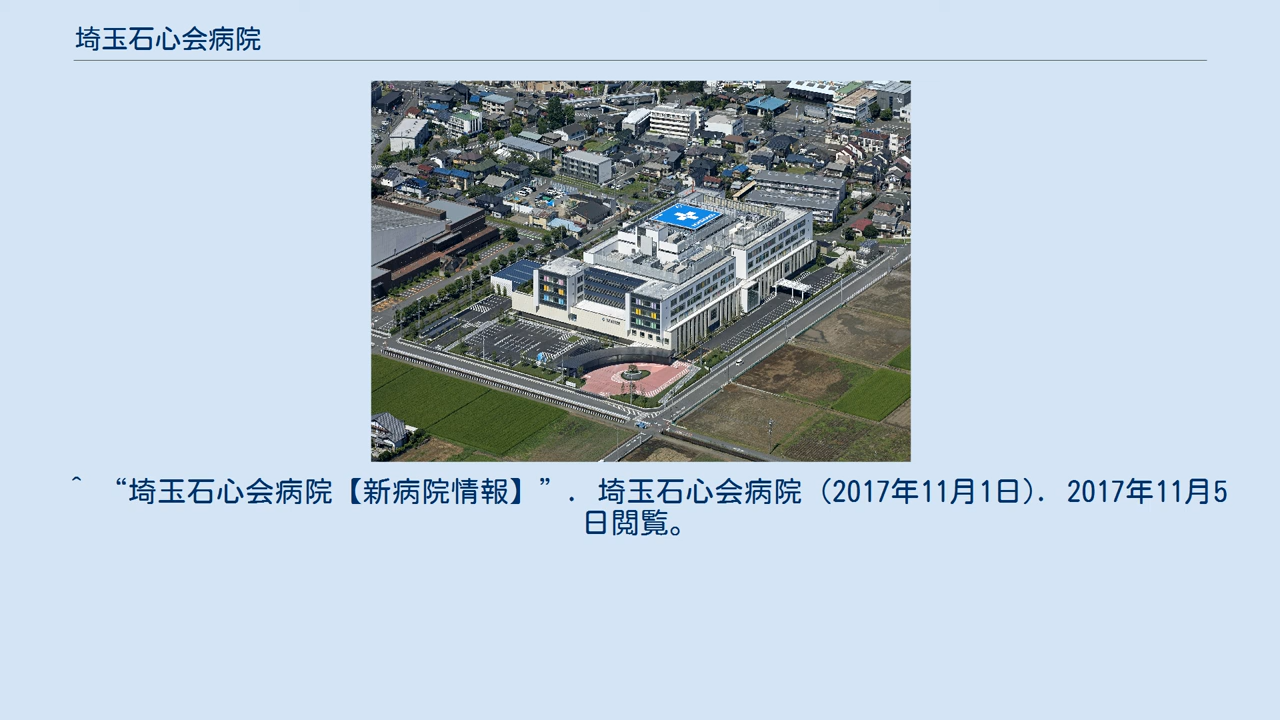 埼玉石心会病院
^ “埼玉石心会病院【新病院情報】”. 埼玉石心会病院 (2017年11月1日). 2017年11月5
日閲覧。